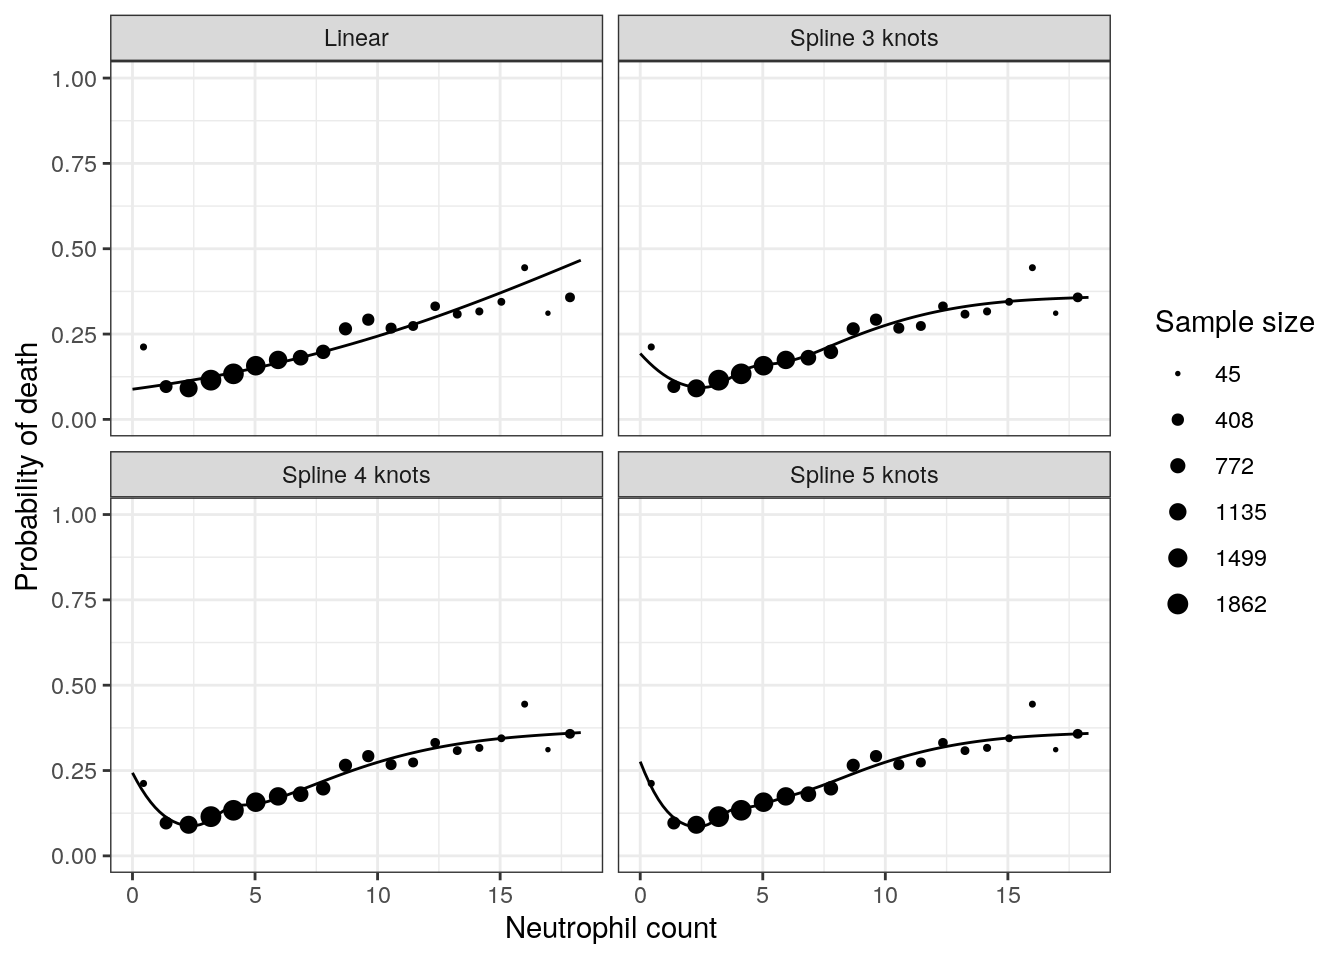 Linear
Spline 3 knots
1.00
0.75
0.50
0.25
0.00
Spline 4 knots
Spline 5 knots
1.00
0.75
0.50
0.25
0.00
0 5 10 15
0 5 10 15
Neutrophil count
Probability of death
Sample size
45
408
772
1135
1499
1862